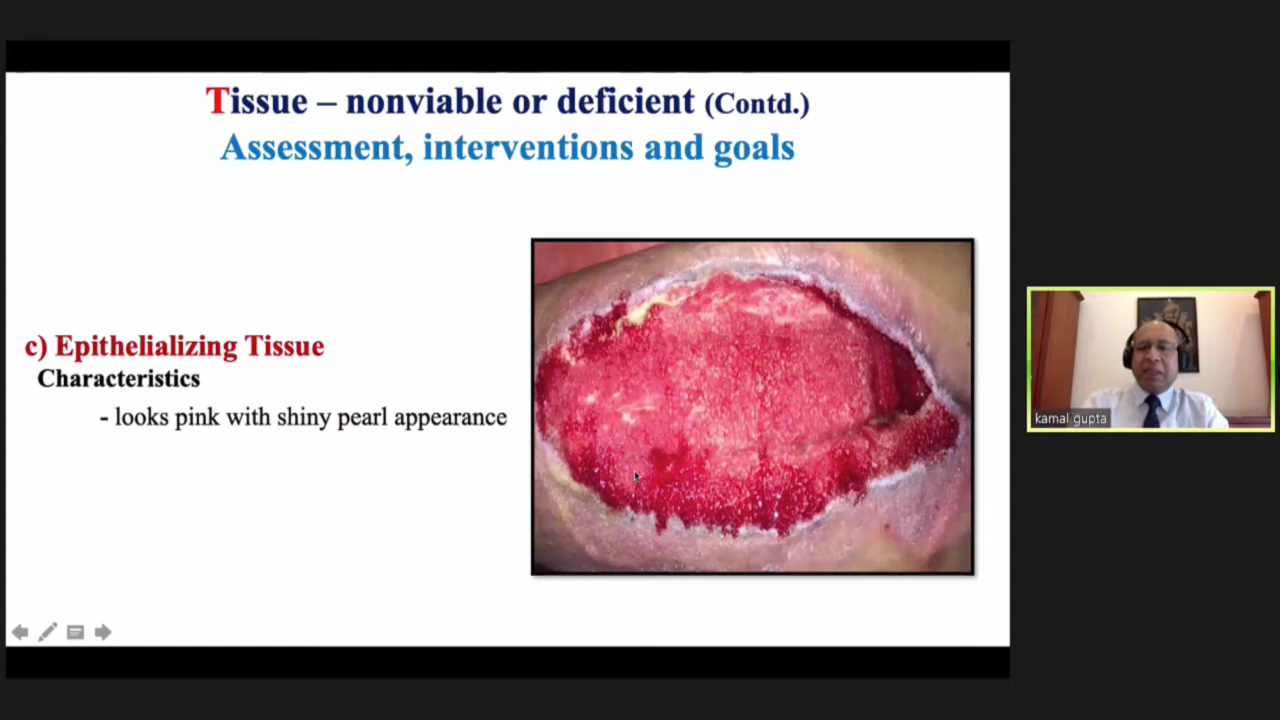 Tissue – nonviable or deficient (Contd.)
Assessment, interventions and goals
c) Epithelializing Tissue
Characteristics
- looks pink with shiny pearl appearance
kamal gupta